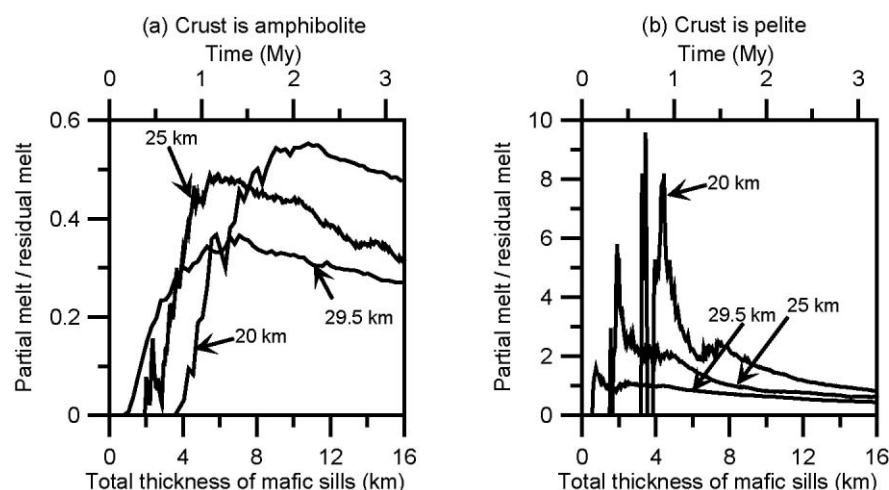 (a) Crust is amphibolite
Time (My)
0 1 2 3
Partial melt / residual melt
0.6
0.4
0.2
0
25 km
20 km
29.5 km
0 4 8 12 16
Total thickness of mafic sills (km)
(b) Crust is pelite
Time (My)
0 1 2 3
Partial melt / residual melt
10
8
6
4
2
0
20 km
29.5 km
25 km
0 4 8 12 16
Total thickness of mafic sills (km)